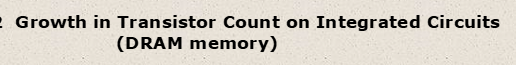 2 Growth in Transistor Count on Integrated Circuits
(DRAM memory)